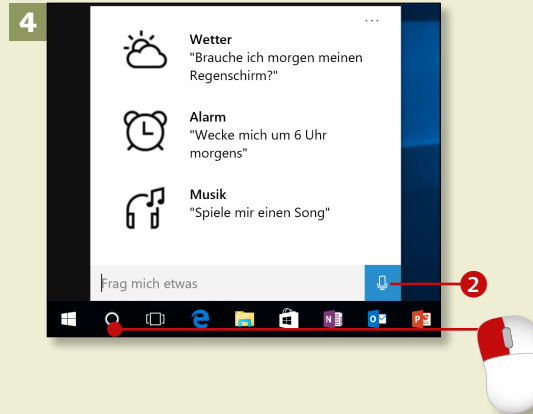 4
...
Wetter
"Brauche ich morgen meinen
Regenschirm?"
Alarm
"Wecke mich um 6 Uhr
morgens"
Musik
"Spiele mir einen Song"
Frag mich etwas
2
N
o
P